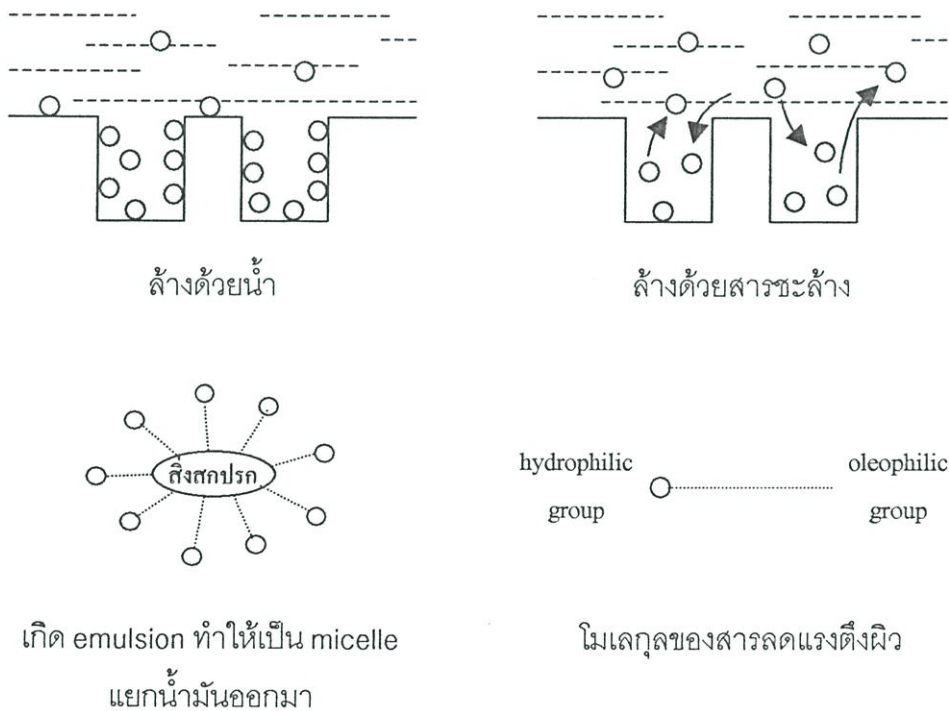 ล้างด้วยน้ำ
ล้างด้วยสารชะล้าง
สิ่งสกปรก
hydrophilic
group
oleophilic
group
เกิด emulsion ทำให้เป็น micelle
แยกน้ำมันออกมา
โมเลกุลของสารลดแรงตึงผิว